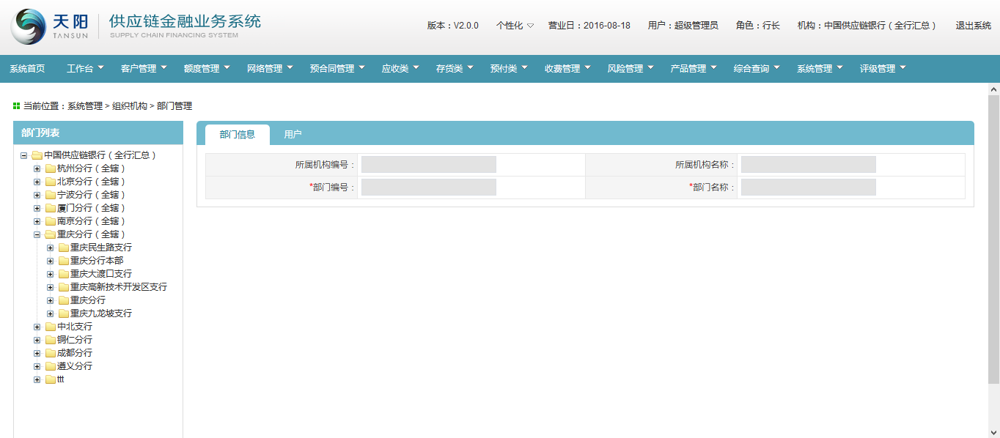 天阳
TANSUN
供应链金融业务系统
SUPPLY CHAIN FINANCING SYSTEM
版本：V2.0.0 个性化 营业日：2016-08-18 用户：超级管理员 角色：行长 机构：中国供应链银行（全行汇总） 退出系统
系统首页 工作台 客户管理 额度管理 网络管理 预合同管理 应收类 存货类 预付类 收费管理 风险管理 产品管理 综合查询 系统管理 评级管理
当前位置：系统管理 > 组织机构 > 部门管理
部门列表
中国供应链银行（全行汇总）
杭州分行（全辖）
北京分行（全辖）
宁波分行（全辖）
厦门分行（全辖）
南京分行（全辖）
重庆分行（全辖）
重庆民生路支行
重庆分行本部
重庆大渡口支行
重庆高新技术开发区支行
重庆分行
重庆九龙坡支行
中北支行
铜仁分行
成都分行
遵义分行
ttt
部门信息 用户
所属机构编号： 所属机构名称：
*部门编号： *部门名称：